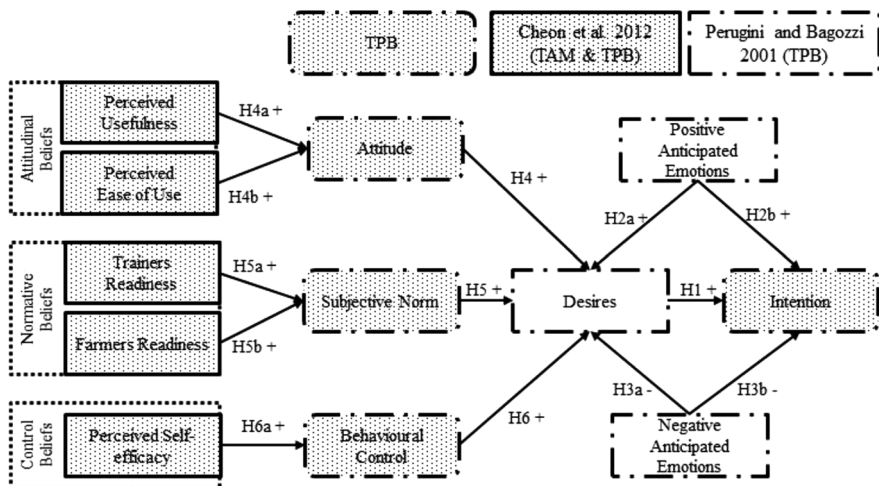 TPB
Cheon et al. 2012
(TAM & TPB)
Perugini and Bagozzi
2001 (TPB)
Attitudinal
Beliefs
Perceived
Usefulness
Perceived
Ease of Use
H4a +
H4b +
Attitude
H4 +
Positive
Anticipated
Emotions
H2a +
H2b +
Normative
Beliefs
Trainers
Readiness
Farmers Readiness
H5a +
H5b +
Subjective Norm
H5 +
Desires
H1 +
Intention
Control
Beliefs
Perceived Self-
efficacy
H6a +
Behavioural
Control
H6 +
H3a -
H3b -
Negative
Anticipated
Emotions